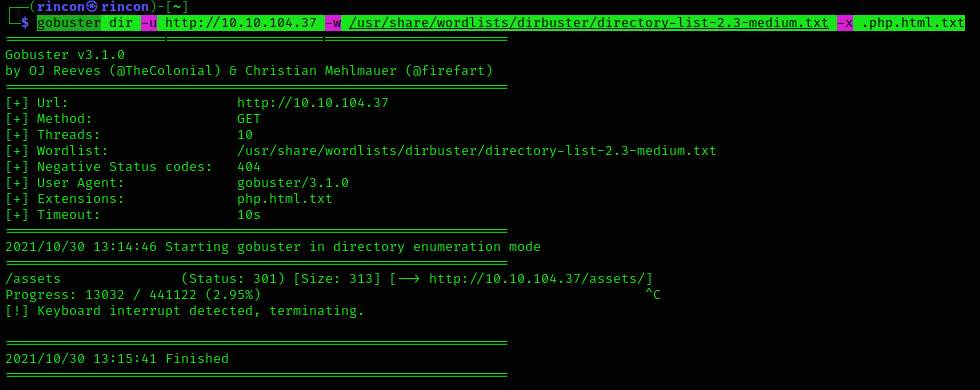 ┌──(rincon㉿rincon)-[~]
└─$ gobuster dir -u http://10.10.104.37 -w /usr/share/wordlists/dirbuster/directory-list-2.3-medium.txt -x .php.html.txt
===============================================================
Gobuster v3.1.0
by OJ Reeves (@TheColonial) & Christian Mehlmauer (@firefart)
===============================================================
[+] Url:                     http://10.10.104.37
[+] Method:                  GET
[+] Threads:                 10
[+] Wordlist:                /usr/share/wordlists/dirbuster/directory-list-2.3-medium.txt
[+] Negative Status codes:   404
[+] User Agent:              gobuster/3.1.0
[+] Extensions:              php.html.txt
[+] Timeout:                 10s
===============================================================
2021/10/30 13:14:46 Starting gobuster in directory enumeration mode
===============================================================
/assets               (Status: 301) [Size: 313] [--> http://10.10.104.37/assets/]
Progress: 13032 / 441122 (2.95%)                                                ^C
[!] Keyboard interrupt detected, terminating.
===============================================================
2021/10/30 13:15:41 Finished
===============================================================